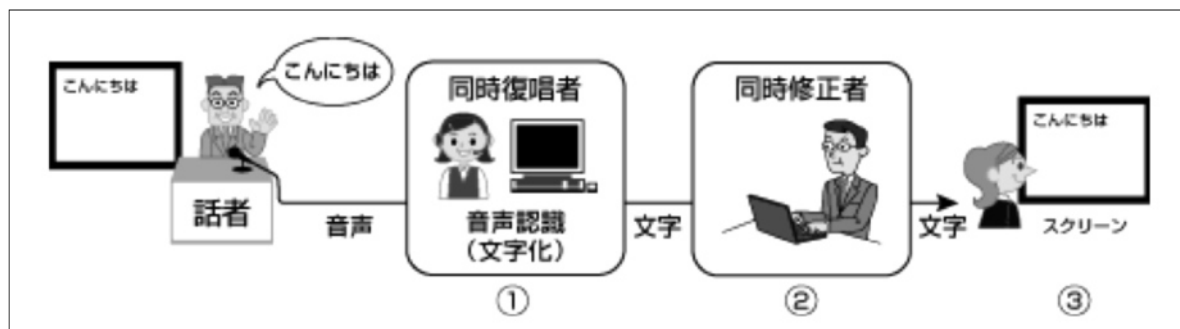 こんにちは
こんにちは
話者
音声
同時復唱者
音声認識
（文字化）
①
文字
同時修正者
②
文字
こんにちは
スクリーン
③